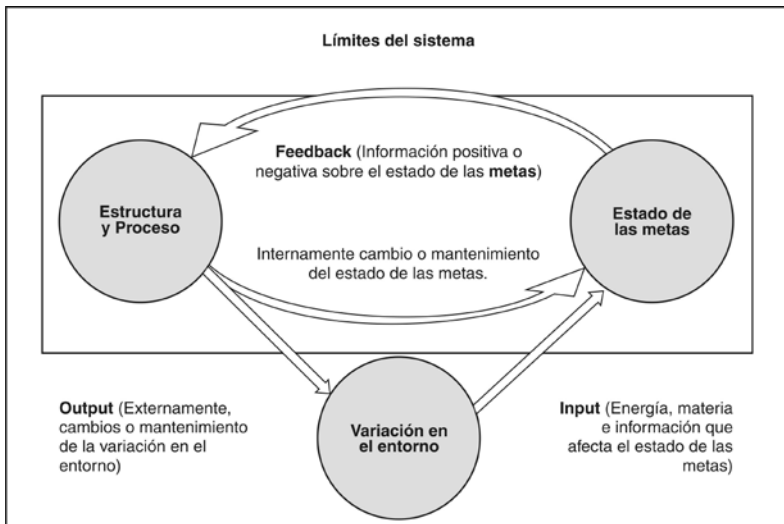 Límites del sistema
Feedback (Información positiva o
negativa sobre el estado de las metas)
Estructura
y Proceso
Estado de
las metas
Internamente cambio o mantenimiento
del estado de las metas.
Output (Externamente,
cambios o mantenimiento
de la variación en el
entorno)
Variación en
el entorno
Input (Energía, materia
e información que
afecta el estado de las
metas)